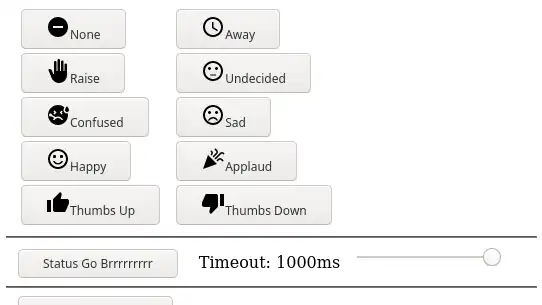 None
Away
Raise
Undecided
Confused
Sad
Happy
Applaud
Thumbs Up
Thumbs Down
Status Go Brrrrrrrrr
Timeout: 1000ms